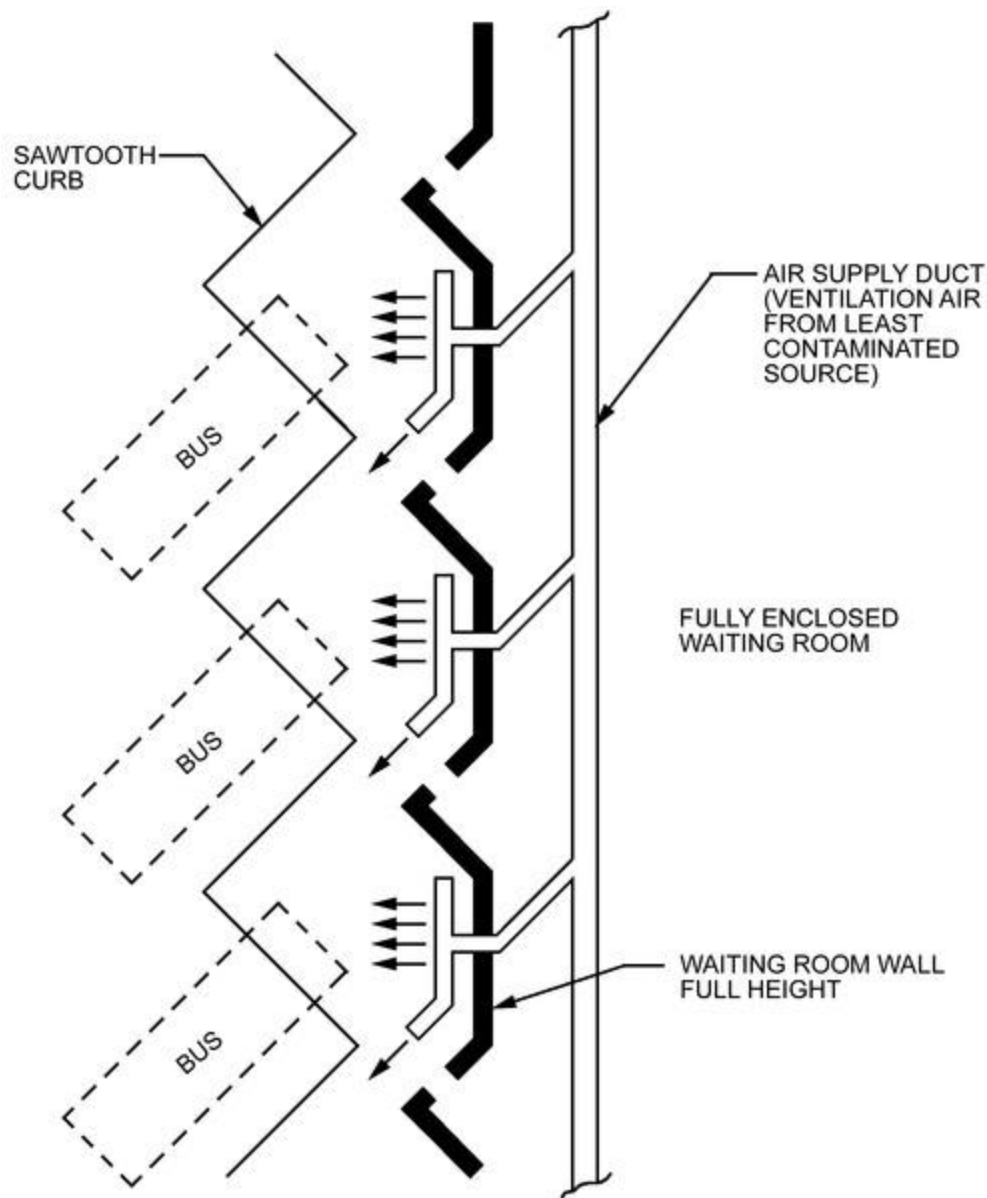 SAWTOOTH
CURB
AIR SUPPLY DUCT
(VENTILATION AIR
FROM LEAST
CONTAMINATED
SOURCE)
BUS
FULLY ENCLOSED
WAITING ROOM
BUS
WAITING ROOM WALL
FULL HEIGHT
BUS